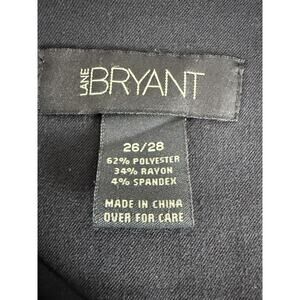 LANE BRYANT
26/28
62% POLYESTER
34% RAYON
4% SPANDEX
MADE IN CHINA
OVER FOR CARE